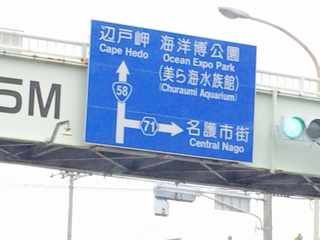 辺戸岬 海洋博公園
Cape Hedo Ocean Expo Park
(美ら海水族館)
(Churaumi Aquarium)
58
71
名護市街
Central Nago
5M